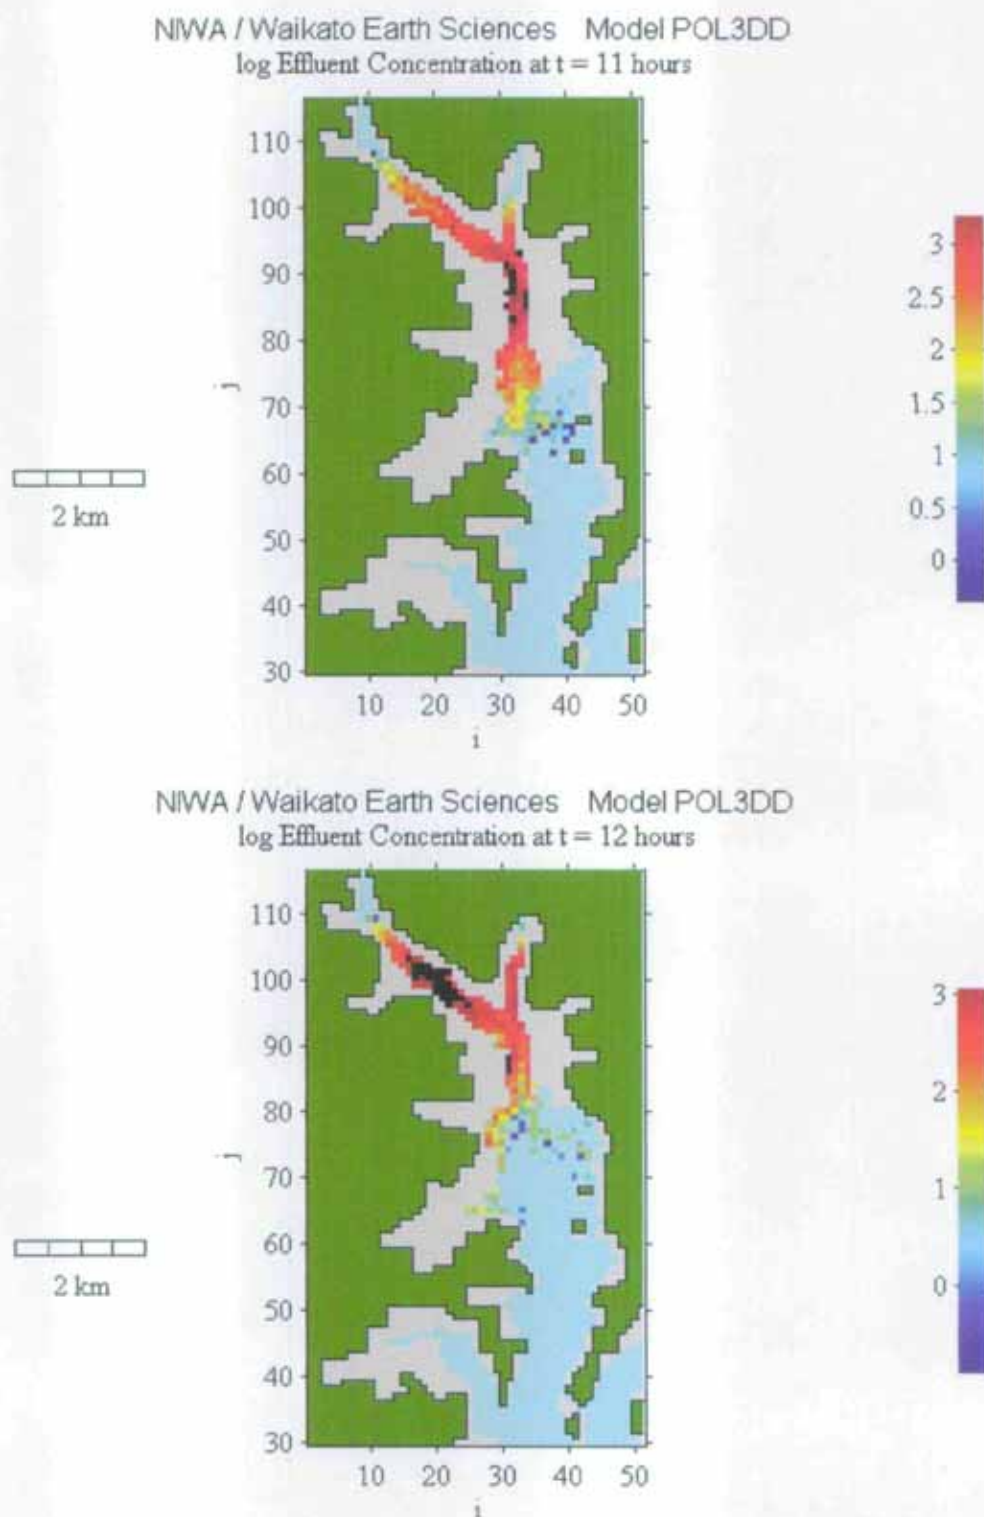 NIWA / Waikato Earth Sciences Model POL3DD
log Effluent Concentration at t = 11 hours
110
100
90
80
70
60
50
40
30
j
10 20 30 40 50
i
2 km
3
2.5
2
1.5
1
0.5
0
NIWA / Waikato Earth Sciences Model POL3DD
log Effluent Concentration at t = 12 hours
110
100
90
80
70
60
50
40
30
j
10 20 30 40 50
i
2 km
3
2
1
0